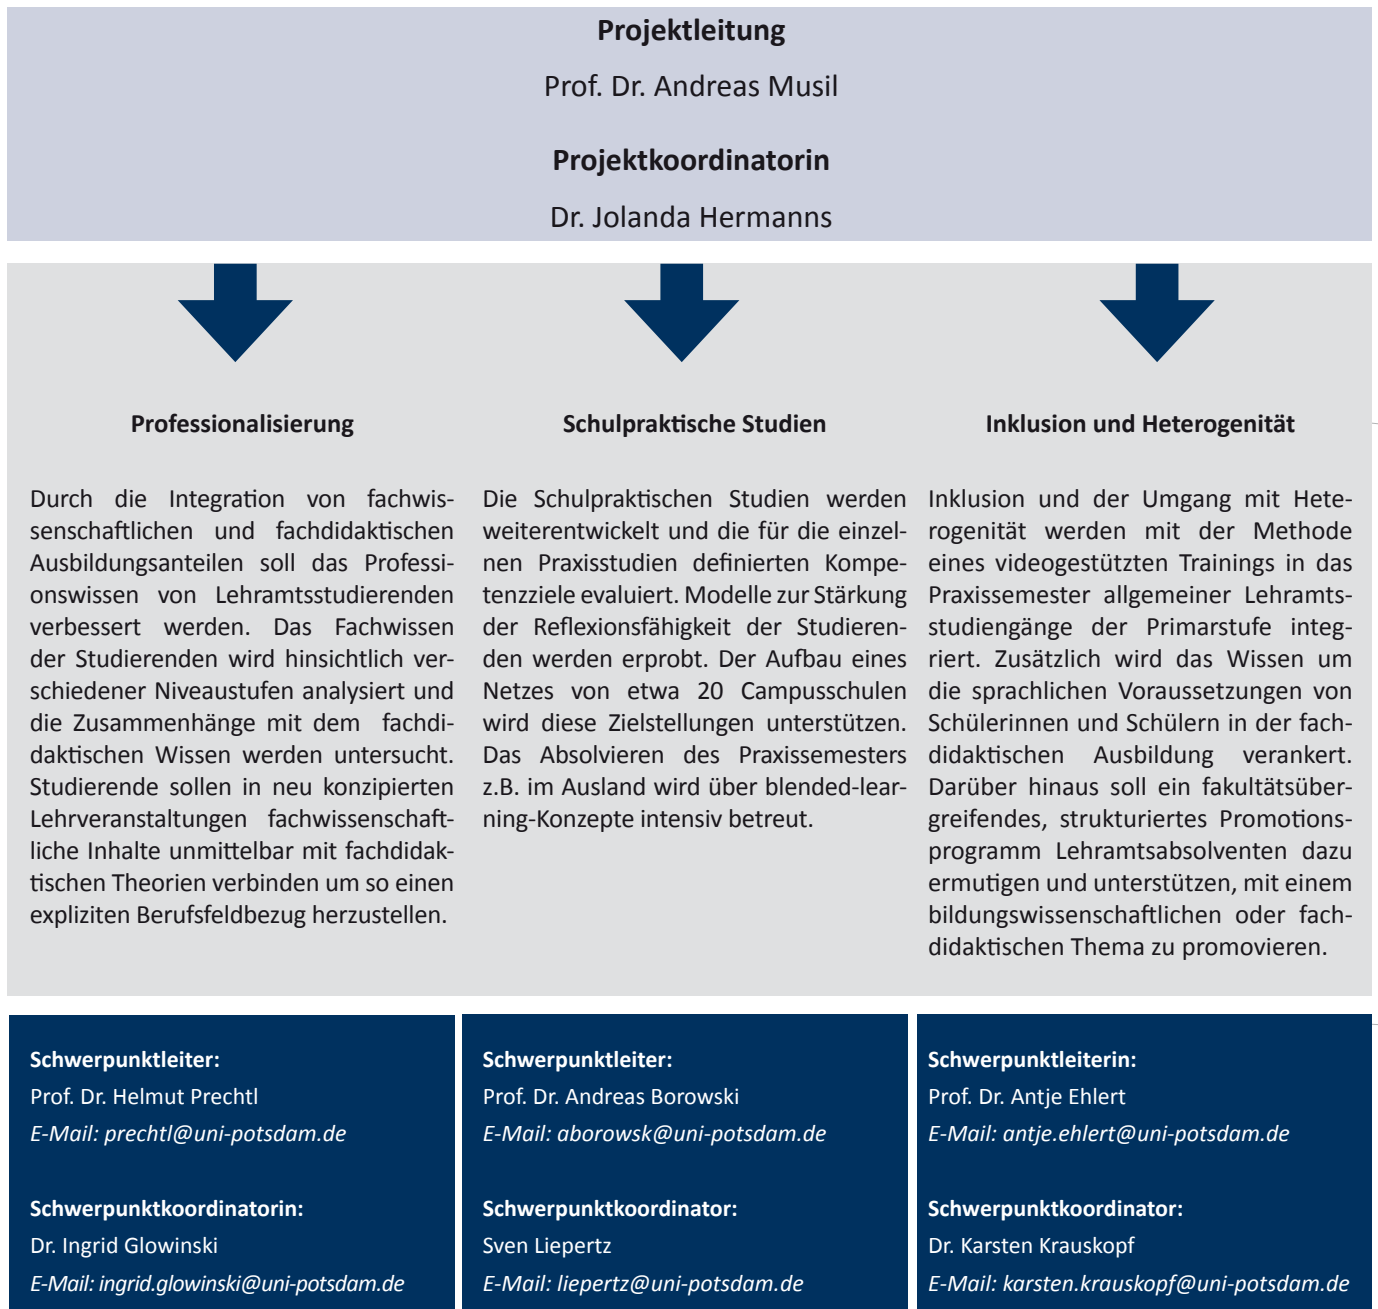 Projektleitung
Prof. Dr. Andreas Musil
Projektkoordinatorin
Dr. Jolanda Hermanns
Professionalisierung
Durch die Integration von fachwis-
senschaftlichen und fachdidaktischen
Ausbildungsanteilen soll das Professi-
onswissen von Lehramtsstudierenden
verbessert werden. Das Fachwissen
der Studierenden wird hinsichtlich ver-
schiedener Niveaustufen analysiert und
die Zusammenhänge mit dem fachdi-
daktischen Wissen werden untersucht.
Studierende sollen in neu konzipierten
Lehrveranstaltungen fachwissenschaft-
liche Inhalte unmittelbar mit fachdidak-
tischen Theorien verbinden um so einen
expliziten Berufsfeldbezug herzustellen.
Schulpraktische Studien
Die Schulpraktischen Studien werden
weiterentwickelt und die für die einzel-
nen Praxisstudien definierten Kompe-
tenzziele evaluiert. Modelle zur Stärkung
der Reflexionsfähigkeit der Studieren-
den werden erprobt. Der Aufbau eines
Netzes von etwa 20 Campusschulen
wird diese Zielstellungen unterstützen.
Das Absolvieren des Praxissemesters
z.B. im Ausland wird über blended-lear-
ning-Konzepte intensiv betreut.
Inklusion und Heterogenität
Inklusion und der Umgang mit Hete-
rogenität werden mit der Methode
eines videogestützten Trainings in das
Praxissemester allgemeiner Lehramts-
studiengänge der Primarstufe integ-
riert. Zusätzlich wird das Wissen um
die sprachlichen Voraussetzungen von
Schülerinnen und Schülern in der fach-
didaktischen Ausbildung verankert.
Darüber hinaus soll ein fakultätsüber-
greifendes, strukturiertes Promotions-
programm Lehramtsabsolventen dazu
ermutigen und unterstützen, mit einem
bildungswissenschaftlichen oder fach-
didaktischen Thema zu promovieren.
Schwerpunktleiter:
Prof. Dr. Helmut Prechtl
E-Mail: prechtl@uni-potsdam.de
Schwerpunktkoordinatorin:
Dr. Ingrid Glowinski
E-Mail: ingrid.glowinski@uni-potsdam.de
Schwerpunktleiter:
Prof. Dr. Andreas Borowski
E-Mail: aborowsk@uni-potsdam.de
Schwerpunktkoordinator:
Sven Liepertz
E-Mail: liepertz@uni-potsdam.de
Schwerpunktleiterin:
Prof. Dr. Antje Ehlert
E-Mail: antje.ehlert@uni-potsdam.de
Schwerpunktkoordinator:
Dr. Karsten Krauskopf
E-Mail: karsten.krauskopf@uni-potsdam.de